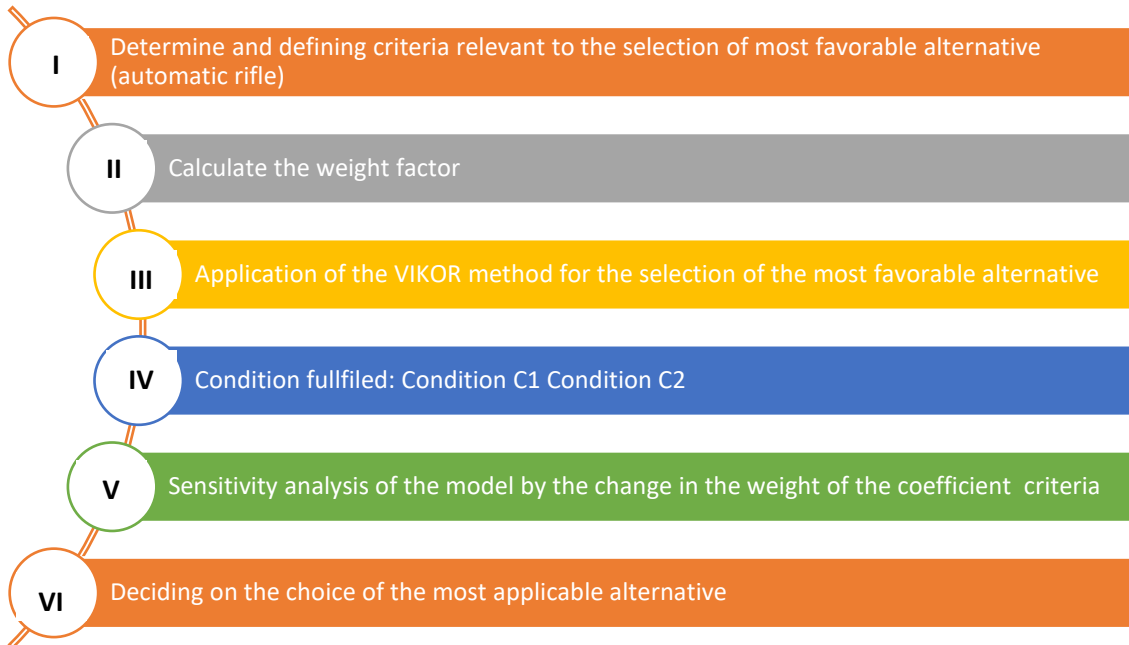 I
Determine and defining criteria relevant to the selection of most favorable alternative
(automatic rifle)
II
Calculate the weight factor
III
Application of the VIKOR method for the selection of the most favorable alternative
IV
Condition fullfiled: Condition C1 Condition C2
V
Sensitivity analysis of the model by the change in the weight of the coefficient  criteria
VI
Deciding on the choice of the most applicable alternative